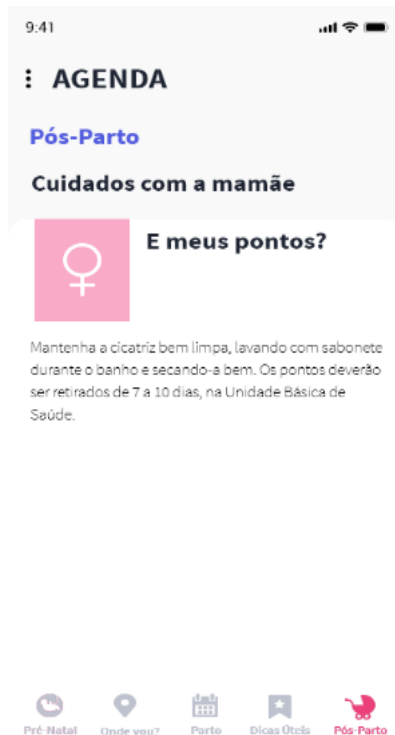 9:41
AGENDA
Pós-Parto
Cuidados com a mamãe
E meus pontos?
Mantenha a cicatriz bem limpa, lavando com sabonete
durante o banho e secando-a bem. Os pontos deverão
ser retirados de 7 a 10 dias, na Unidade Básica de
Saúde.
Pré-Natal Onde vou? Parto Dicas Úteis Pós-Parto